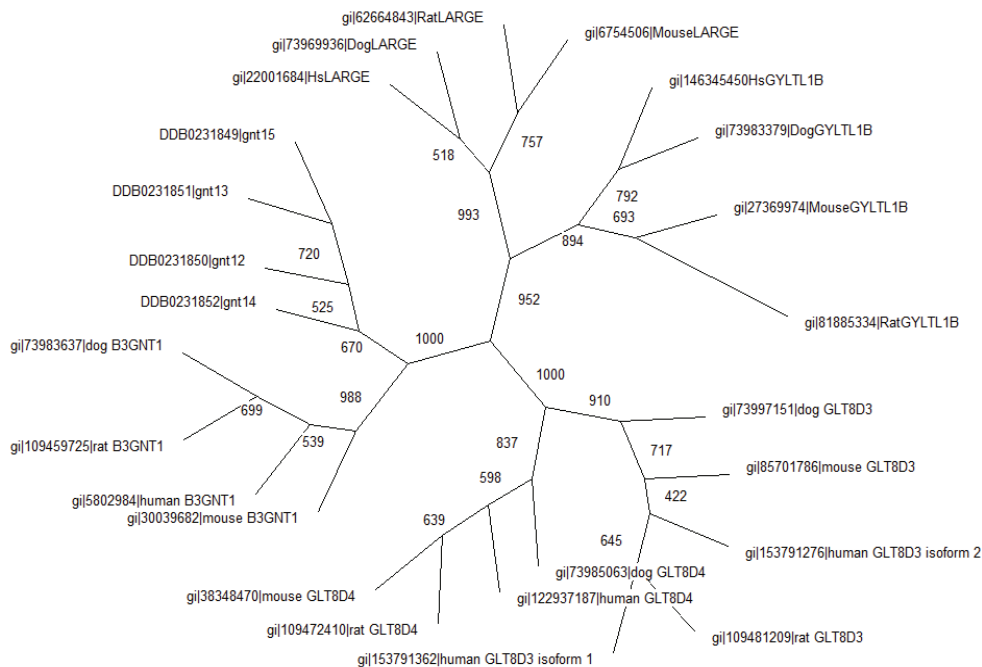 gi|62664843|RatLARGE
gi|6754506|MouseLARGE
gi|73969936|DogLARGE
gi|22001684|HsLARGE
gi|146345450HsGYLTL1B
DDB0231849|gnt15
gi|73983379|DogGYLTL1B
757
518
DDB0231851|gnt13
792
gi|27369974|MouseGYLTL1B
993
693
894
720
DDB0231850|gnt12
DDB0231852|gnt14
525
952
gi|81885334|RatGYLTL1B
1000
670
gi|73983637|dog B3GNT1
1000
988
910
699
gi|73997151|dog GLT8D3
539
837
717
gi|109459725|rat B3GNT1
gi|85701786|mouse GLT8D3
598
422
gi|5802984|human B3GNT1
gi|30039682|mouse B3GNT1
639
645
gi|153791276|human GLT8D3 isoform 2
gi|73985063|dog GLT8D4
gi|38348470|mouse GLT8D4
gi|122937187|human GLT8D4
gi|109472410|rat GLT8D4
gi|109481209|rat GLT8D3
gi|153791362|human GLT8D3 isoform 1